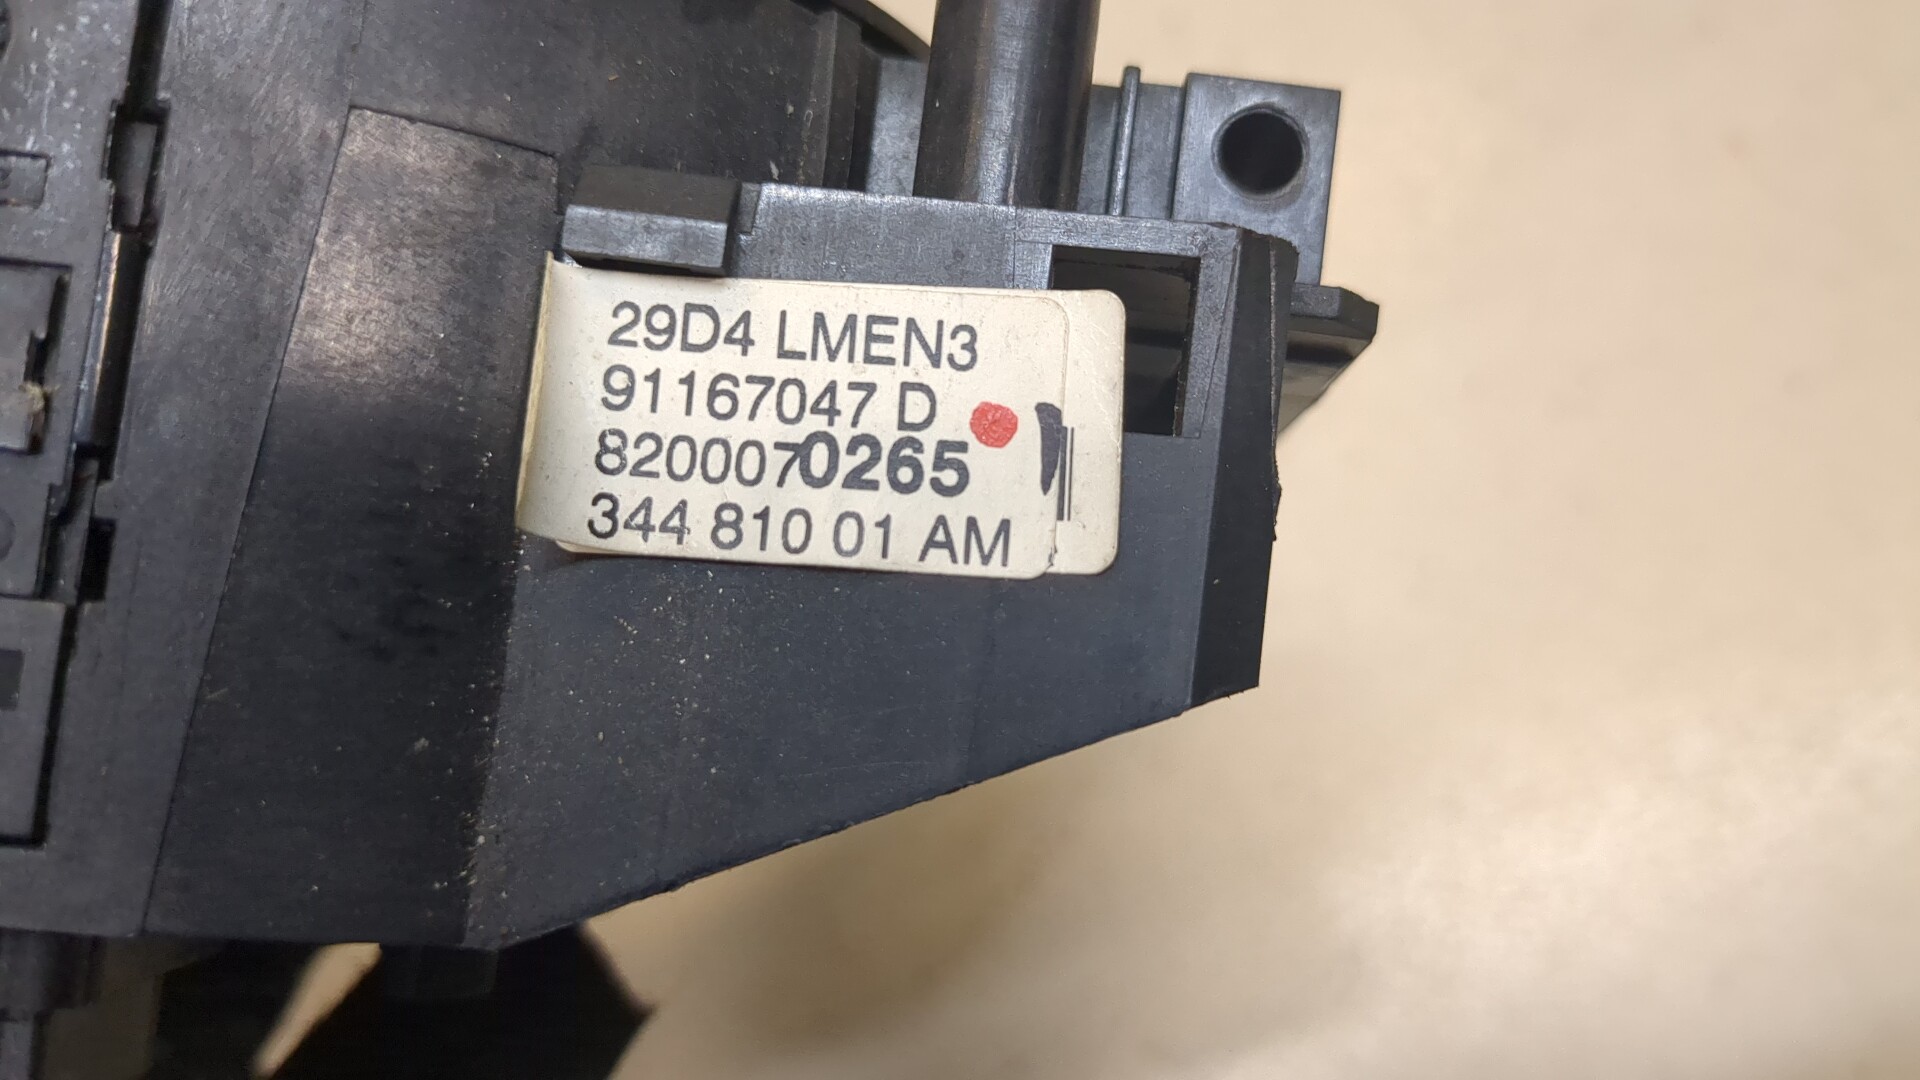 29D4 LMEN3
91167047 D
8200070265
344 810 01 AM